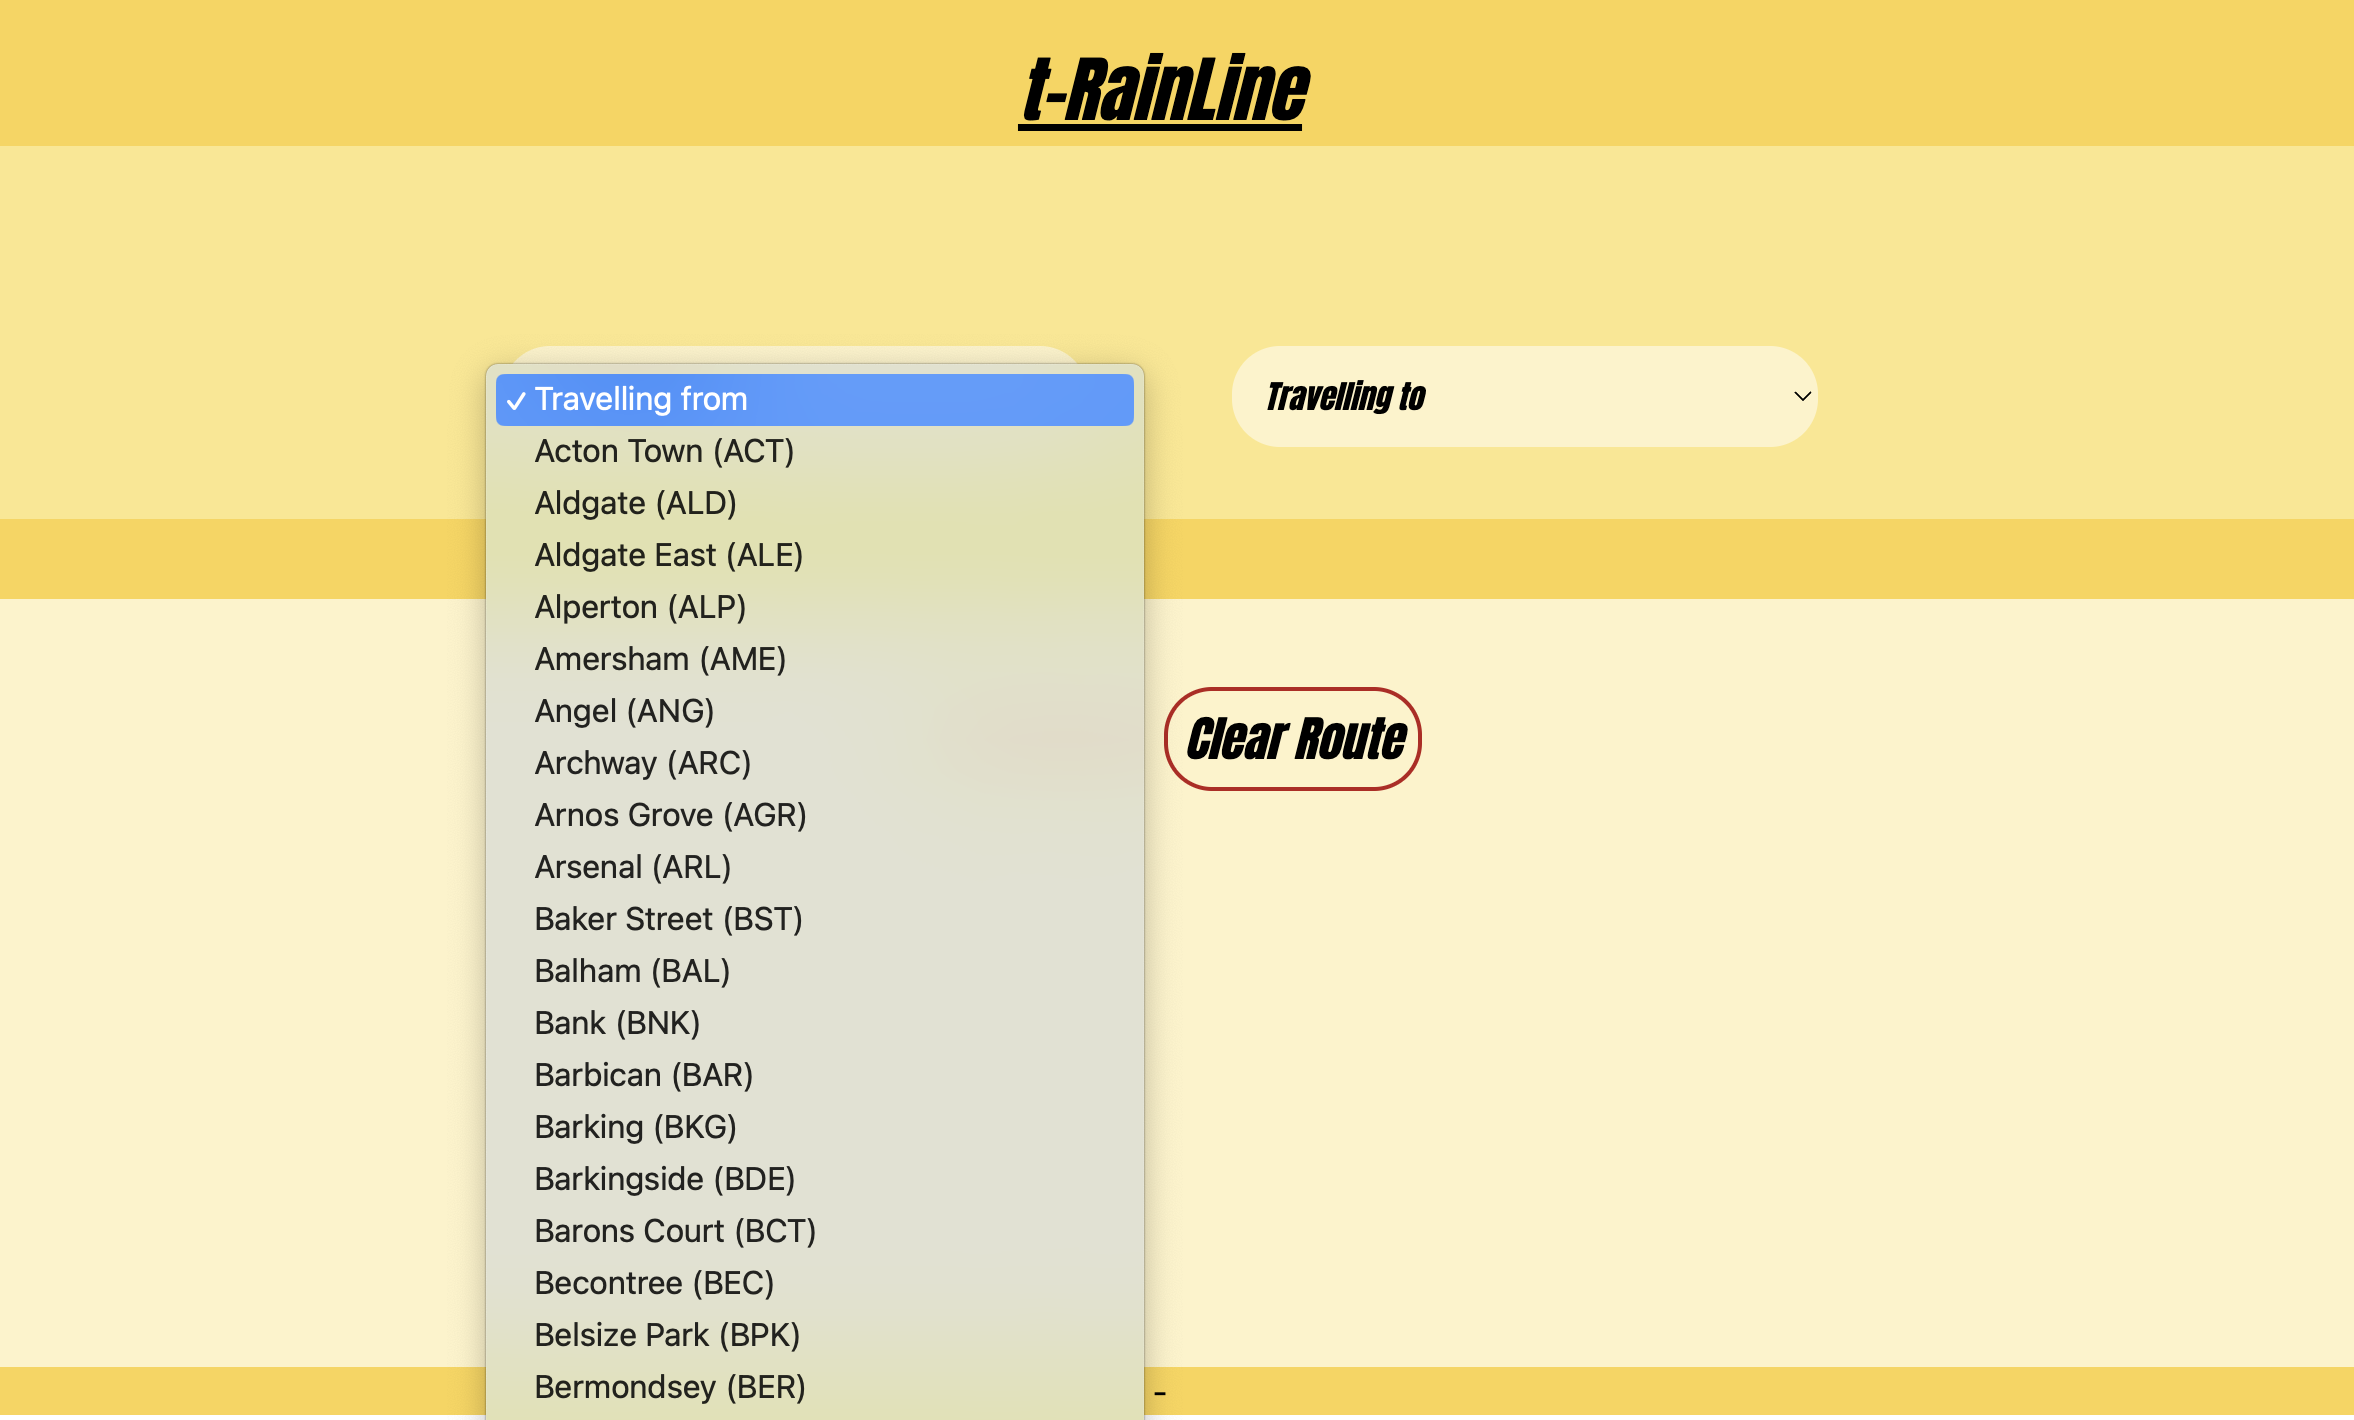 t-RainLine
✓ Travelling from
Travelling to
Acton Town (ACT)
Aldgate (ALD)
Aldgate East (ALE)
Alperton (ALP)
Amersham (AME)
Angel (ANG)
Clear Route
Archway (ARC)
Arnos Grove (AGR)
Arsenal (ARL)
Baker Street (BST)
Balham (BAL)
Bank (BNK)
Barbican (BAR)
Barking (BKG)
Barkingside (BDE)
Barons Court (BCT)
Becontree (BEC)
Belsize Park (BPK)
Bermondsey (BER)
-